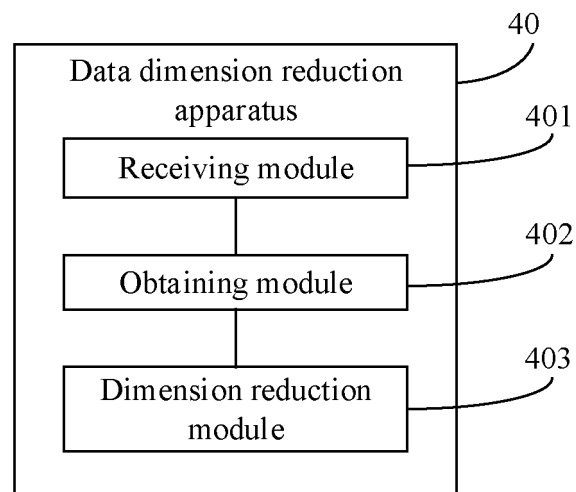 40
Data dimension reduction
apparatus
401
Receiving module
402
Obtaining module
403
Dimension reduction
module